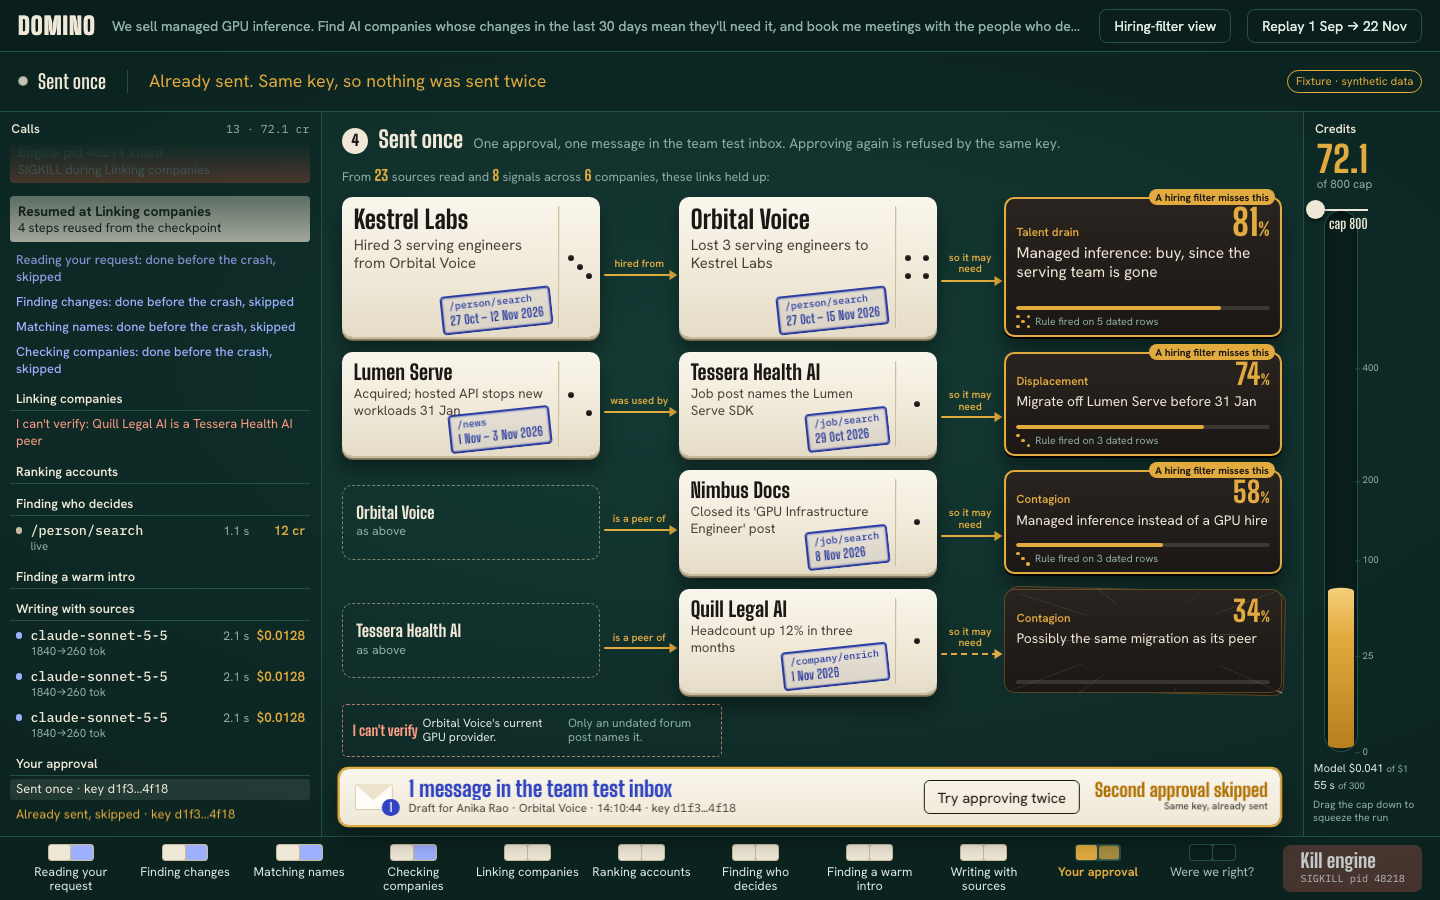 DOMINO
We sell managed GPU inference. Find AI companies whose changes in the last 30 days mean they'll need it, and book me meetings with the people who de...
Hiring-filter view
Replay 1 Sep → 22 Nov
Sent once
Already sent. Same key, so nothing was sent twice
Fixture · synthetic data
Calls
13 · 72.1 cr
Engine pid 48211 killed
SIGKILL during Linking companies
Resumed at Linking companies
4 steps reused from the checkpoint
Reading your request: done before the crash,
skipped
Finding changes: done before the crash, skipped
Matching names: done before the crash, skipped
Checking companies: done before the crash,
skipped
Linking companies
I can't verify: Quill Legal AI is a Tessera Health AI
peer
Ranking accounts
Finding who decides
/person/search 1.1 s 12 cr
live
Finding a warm intro
Writing with sources
claude-sonnet-5-5 2.1 s $0.0128
1840→260 tok
claude-sonnet-5-5 2.1 s $0.0128
1840→260 tok
claude-sonnet-5-5 2.1 s $0.0128
1840→260 tok
Your approval
Sent once · key d1f3…4f18
Already sent, skipped · key d1f3…4f18
4 Sent once One approval, one message in the team test inbox. Approving again is refused by the same key.
From 23 sources read and 8 signals across 6 companies, these links held up:
Kestrel Labs
Hired 3 serving engineers
from Orbital Voice
/person/search
27 Oct – 12 Nov 2026
hired from
Orbital Voice
Lost 3 serving engineers to
Kestrel Labs
/person/search
27 Oct – 15 Nov 2026
so it may
need
A hiring filter misses this
Talent drain
81%
Managed inference: buy, since the
serving team is gone
Rule fired on 5 dated rows
Lumen Serve
Acquired; hosted API stops new
workloads 31 Jan
/news
1 Nov – 3 Nov 2026
was used by
Tessera Health AI
Job post names the Lumen
Serve SDK
/job/search
29 Oct 2026
so it may
need
A hiring filter misses this
Displacement
74%
Migrate off Lumen Serve before 31 Jan
Rule fired on 3 dated rows
Orbital Voice
as above
is a peer of
Nimbus Docs
Closed its 'GPU Infrastructure
Engineer' post
/job/search
8 Nov 2026
so it may
need
A hiring filter misses this
Contagion
58%
Managed inference instead of a GPU hire
Rule fired on 3 dated rows
Tessera Health AI
as above
is a peer of
Quill Legal AI
Headcount up 12% in three
months
/company/enrich
1 Nov 2026
so it may
need
Contagion
34%
Possibly the same migration as its peer
I can't verify
Orbital Voice's current
GPU provider.
Only an undated forum
post names it.
1 message in the team test inbox
Draft for Anika Rao · Orbital Voice · 14:10:44 · key d1f3…4f18
Try approving twice
Second approval skipped
Same key, already sent
Credits
72.1
of 800 cap
cap 800
400
200
100
25
0
Model $0.041 of $1
55 s of 300
Drag the cap down to
squeeze the run
Reading your
request
Finding changes
Matching names
Checking
companies
Linking companies
Ranking accounts
Finding who
decides
Finding a warm
intro
Writing with
sources
Your approval
Were we right?
Kill engine
SIGKILL pid 48218